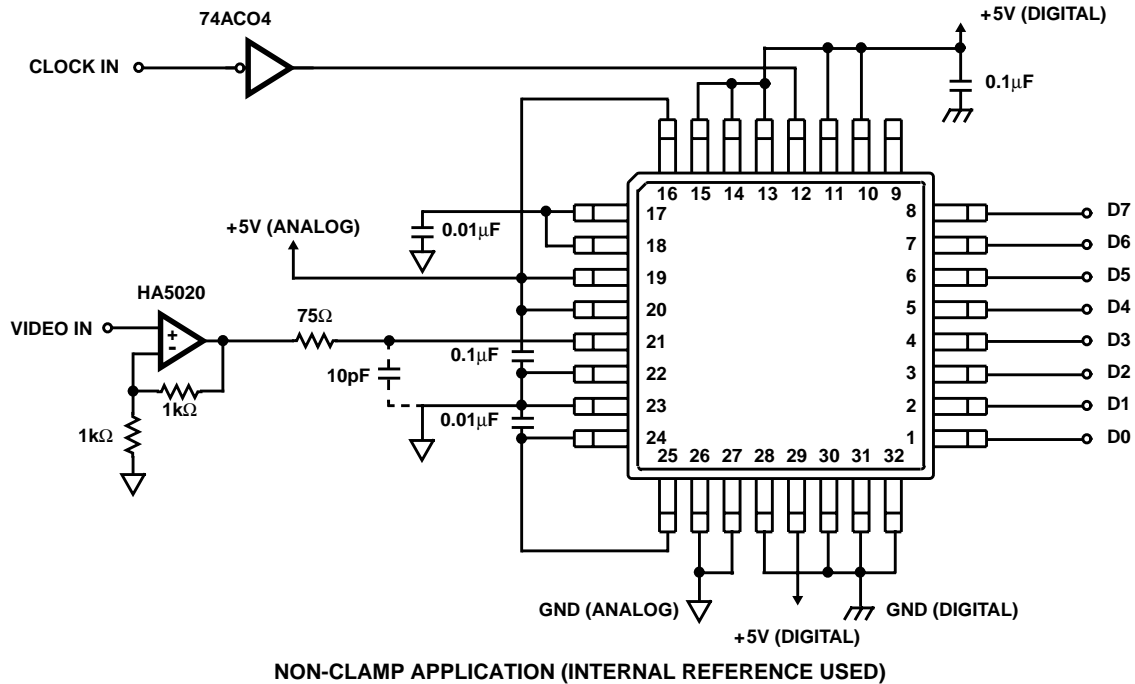 74ACO4
+5V (DIGITAL)
CLOCK IN
0.1μF
16 15 14 13 12 11 10 9
17
18
19
20
21
22
23
24
8
7
6
5
4
3
2
1
D7
D6
D5
D4
D3
D2
D1
D0
0.01μF
+5V (ANALOG)
HA5020
VIDEO IN
+
-
75Ω
10pF
0.1μF
0.01μF
1kΩ
1kΩ
25 26 27 28 29 30 31 32
GND (ANALOG)
GND (DIGITAL)
+5V (DIGITAL)
NON-CLAMP APPLICATION (INTERNAL REFERENCE USED)